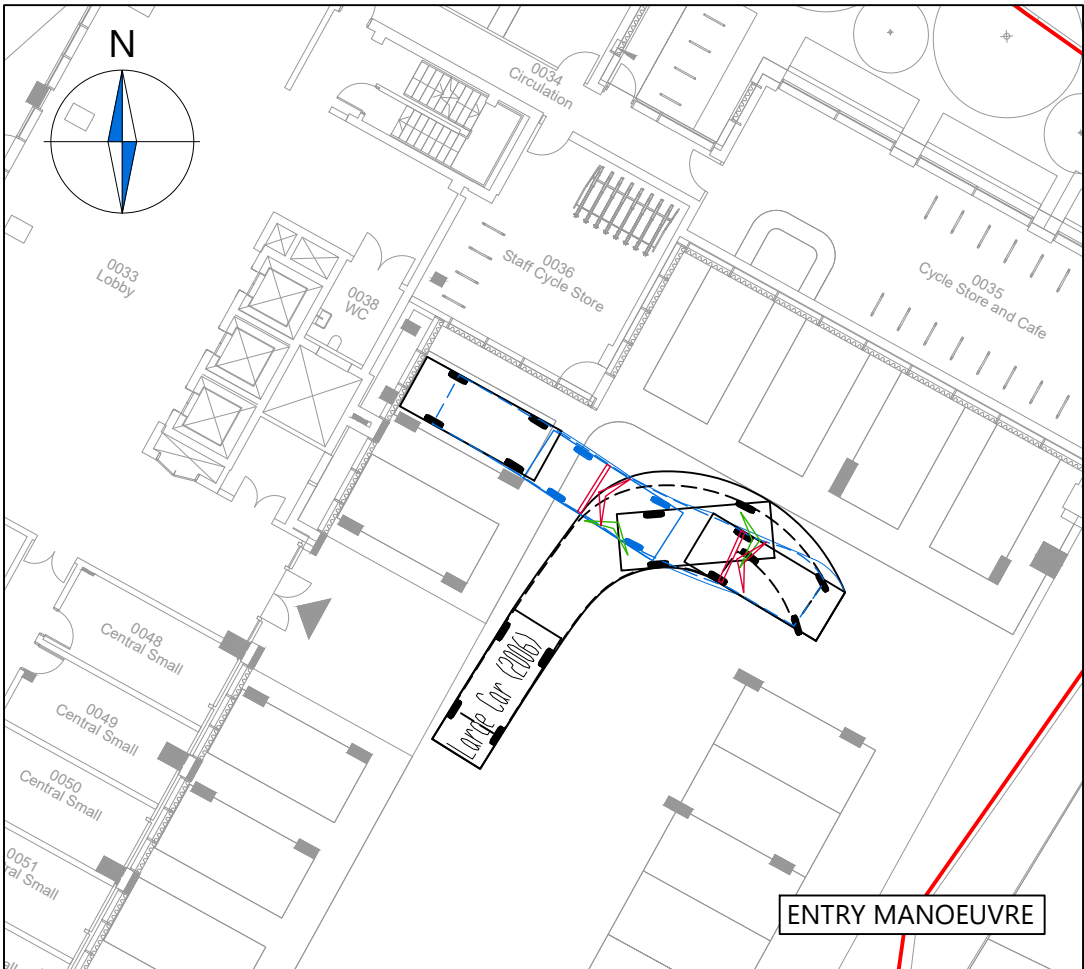 N
0034
Circulation
0033
Lobby
0038
WC
0036
Staff Cycle Store
0035
Cycle Store and Cafe
Large Car (2006)
0048
Central Small
0049
Central Small
0050
Central Small
0051
ral Small
ENTRY MANOEUVRE